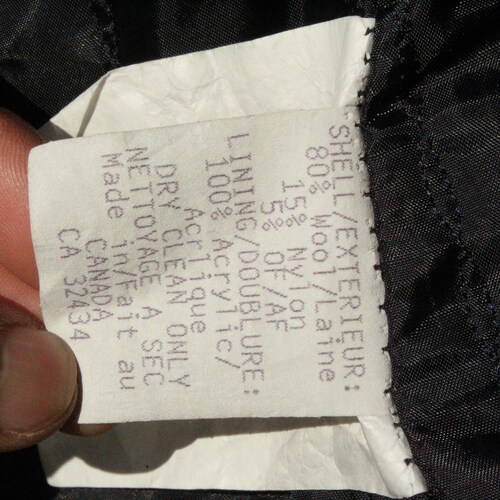 SHELL/EXTERIEUR:
80% Wool/Laine
15% Nylon
5% OF/AF
LINING/DOUBLURE:
100% Acrylic/
Acrlique
DRY CLEAN ONLY
NETTOYAGE A SEC
Made in/Fait au
CANADA
CA 32434